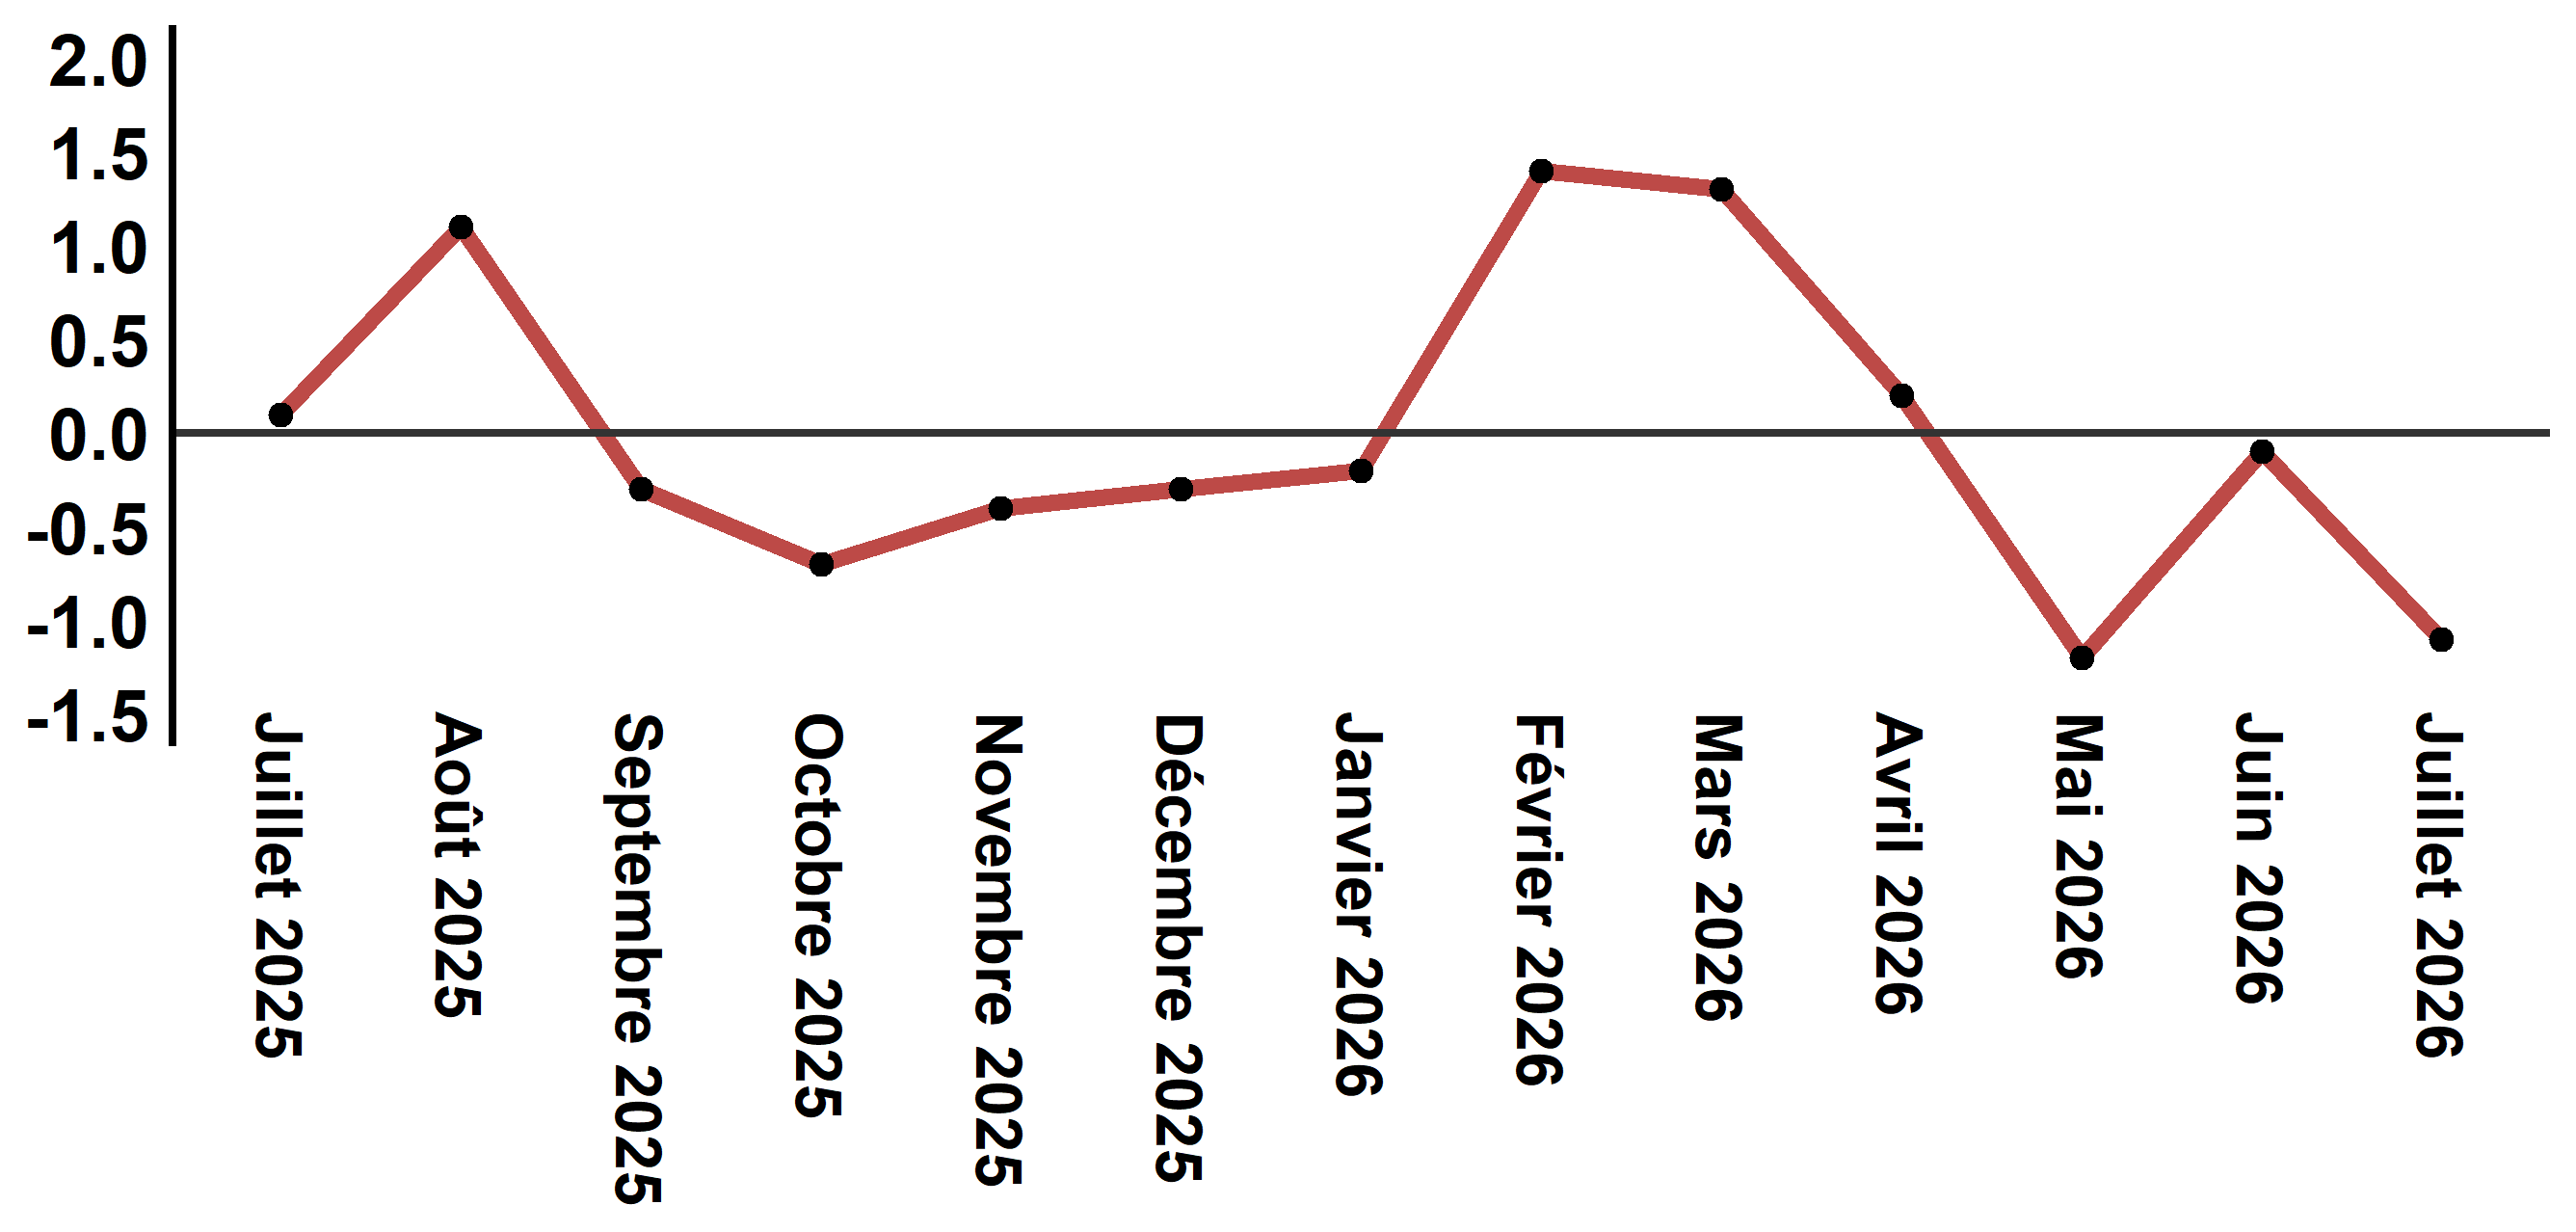 2.0
1.5
1.0
0.5
0.0
-0.5
-1.0
-1.5
Juillet 2025
Août 2025
Septembre 2025
Octobre 2025
Novembre 2025
Décembre 2025
Janvier 2026
Février 2026
Mars 2026
Avril 2026
Mai 2026
Juin 2026
Juillet 2026